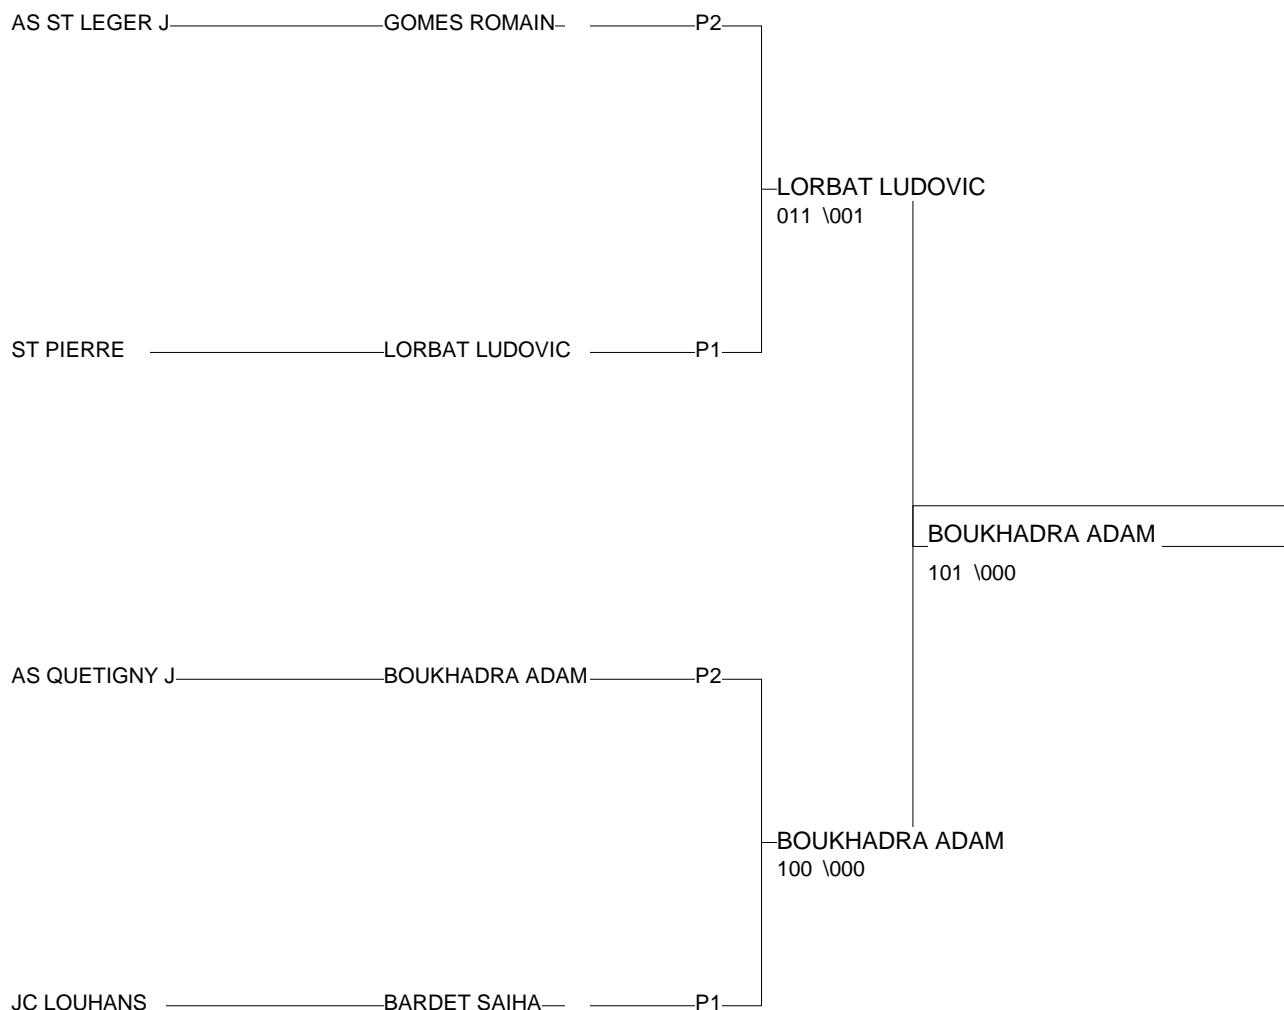 AS ST LEGER J GOMES ROMAIN P2
LORBAT LUDOVIC
011 \001
ST PIERRE LORBAT LUDOVIC P1
BOUKHADRA ADAM
101 \000
AS QUETIGNY J BOUKHADRA ADAM P2
BOUKHADRA ADAM
100 \000
JC LOUHANS BARDET SAIHA P1